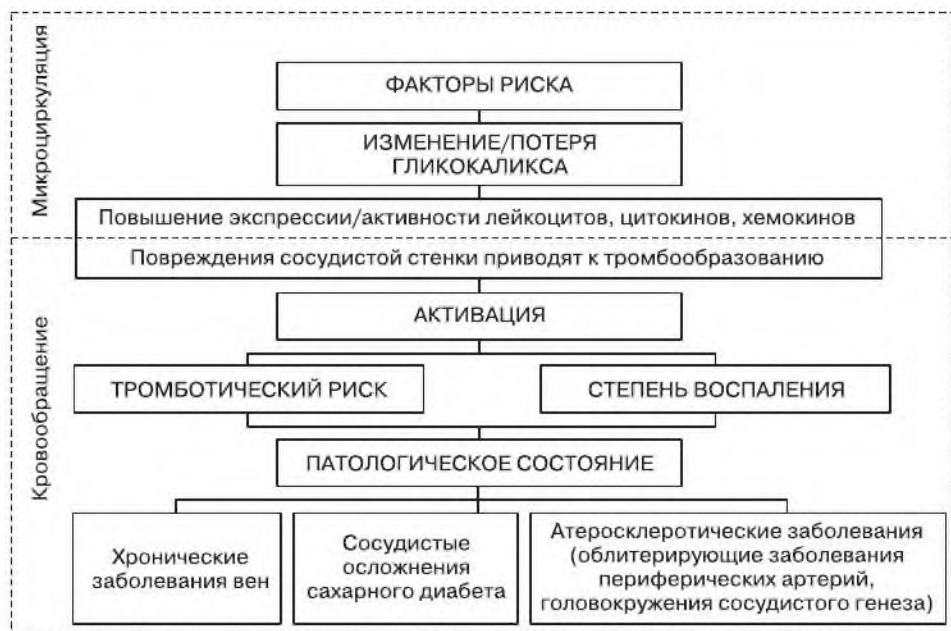 Микроциркуляция
ФАКТОРЫ РИСКА
ИЗМЕНЕНИЕ/ПОТЕРЯ
ГЛИКОКАЛИКСА
Повышение экспрессии/активности лейкоцитов, цитокинов, хемокинов
Кровообращение
Повреждения сосудистой стенки приводят к тромбообразованию
АКТИВАЦИЯ
ТРОМБОТИЧЕСКИЙ РИСК
СТЕПЕНЬ ВОСПАЛЕНИЯ
ПАТОЛОГИЧЕСКОЕ СОСТОЯНИЕ
Хронические
заболевания вен
Сосудистые
осложнения
сахарного диабета
Атеросклеротические заболевания
(облитерирующие заболевания
периферических артерий,
головокружения сосудистого генеза)